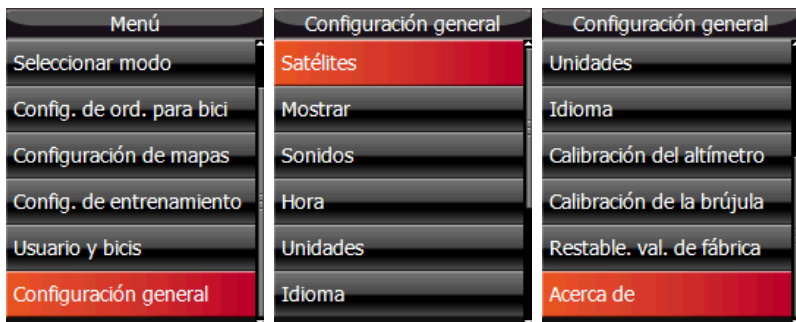 Menú
Seleccionar modo
Config. de ord. para bici
Configuración de mapas
Config. de entrenamiento
Usuario y bicis
Configuración general
Configuración general
Satélites
Mostrar
Sonidos
Hora
Unidades
Idioma
Configuración general
Unidades
Idioma
Calibración del altímetro
Calibración de la brújula
Restable. val. de fábrica
Acerca de